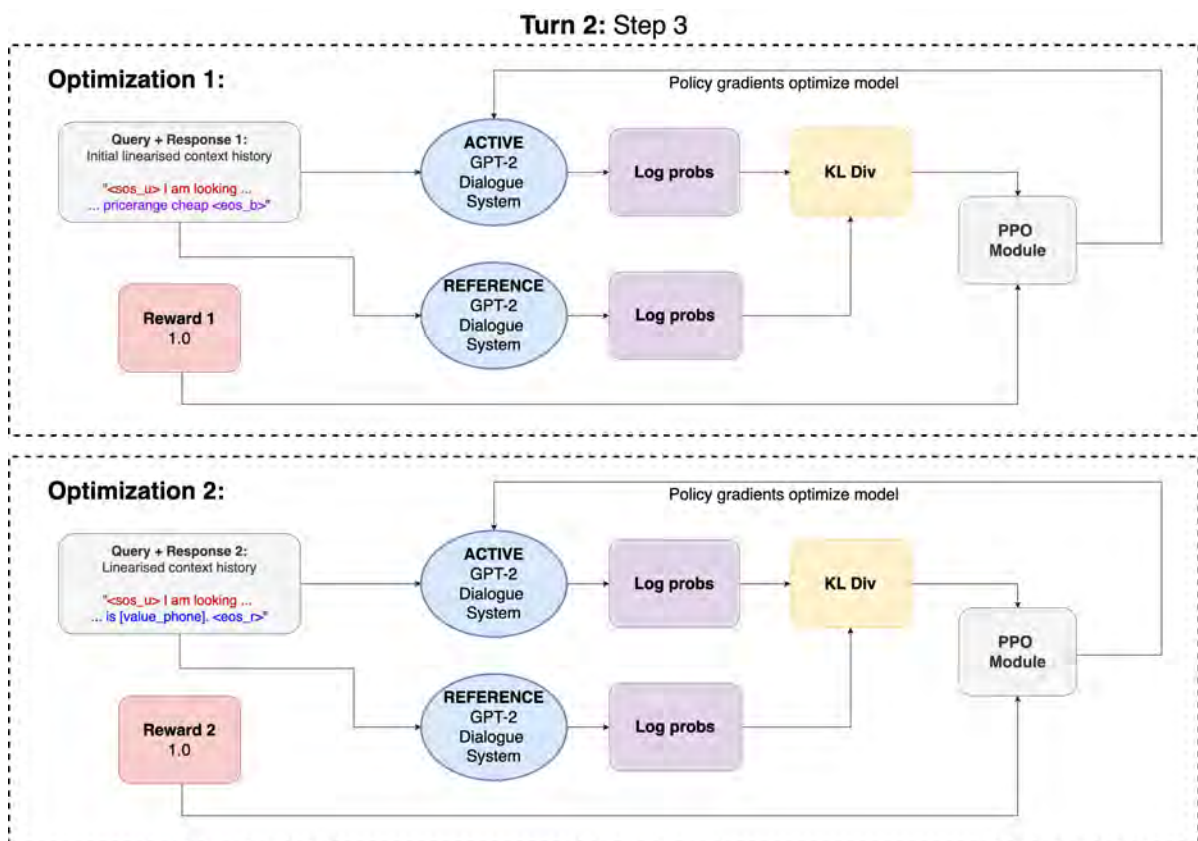 Turn 2: Step 3
Optimization 1:
Policy gradients optimize model
Query + Response 1:
Initial linearised context history
"<sos_u> I am looking ...
... pricerange cheap <eos_b>"
ACTIVE
GPT-2
Dialogue
System
Log probs
KL Div
PPO
Module
REFERENCE
GPT-2
Dialogue
System
Log probs
Reward 1
1.0
Optimization 2:
Policy gradients optimize model
Query + Response 2:
Linearised context history
"<sos_u> I am looking ...
... is [value_phone]. <eos_r>"
ACTIVE
GPT-2
Dialogue
System
Log probs
KL Div
PPO
Module
REFERENCE
GPT-2
Dialogue
System
Log probs
Reward 2
1.0